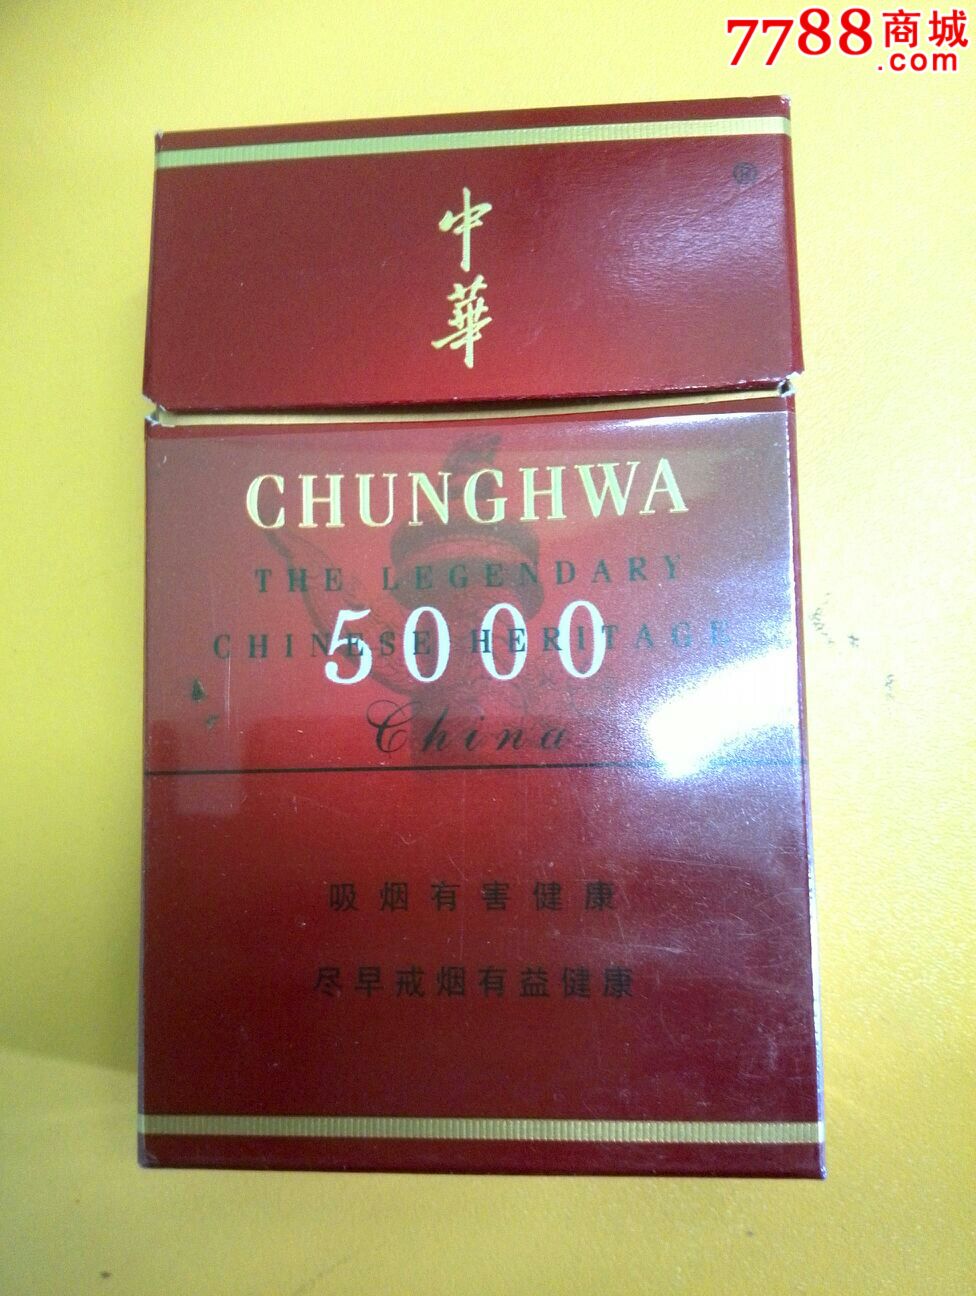 7788商城
.com
®
中
華
CHUNGHWA
THE LEGENDARY
5000
CHINESE HERITAGE
China
吸烟有害健康
尽早戒烟有益健康